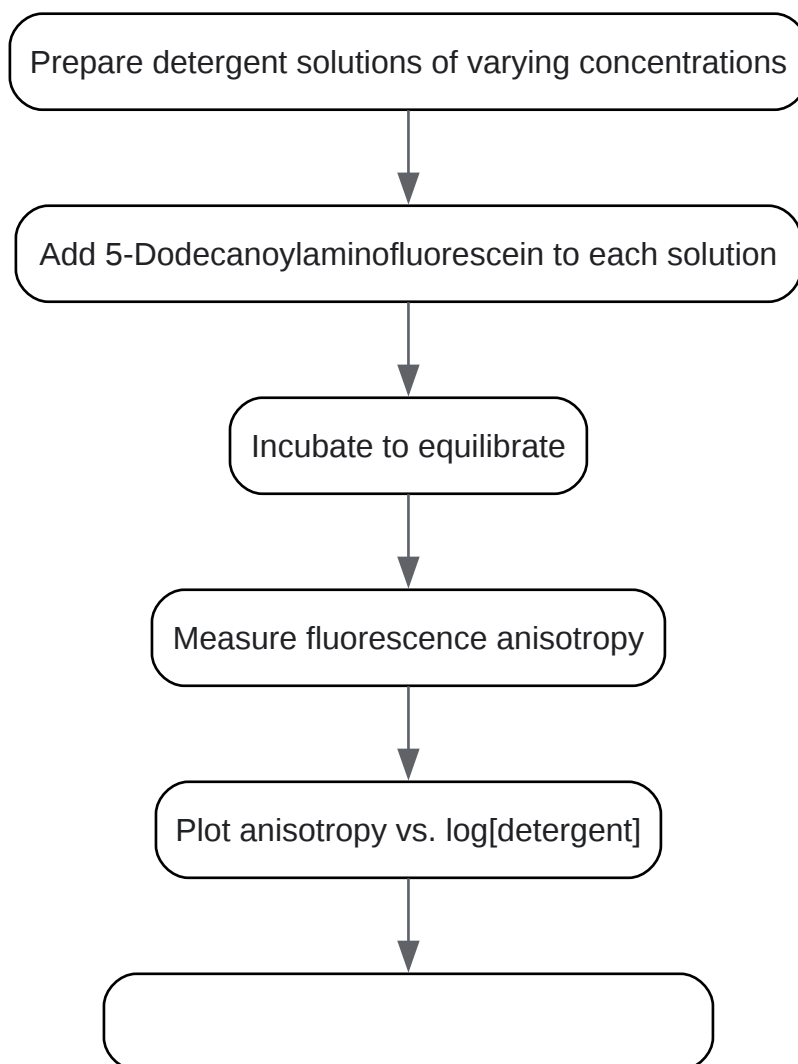 Prepare detergent solutions of varying concentrations
Add 5-Dodecanoylaminofluorescein to each solution
Incubate to equilibrate
Measure fluorescence anisotropy
Plot anisotropy vs. log[detergent]